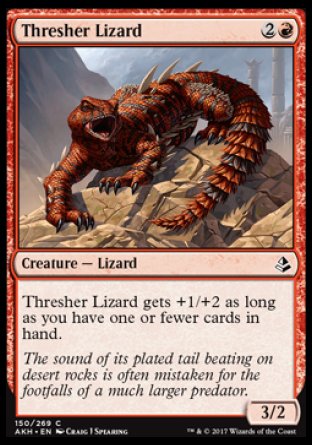 Thresher Lizard 2
Creature — Lizard
Thresher Lizard gets +1/+2 as long
as you have one or fewer cards in
hand.
The sound of its plated tail beating on
desert rocks is often mistaken for the
footfalls of a much larger predator.
3/2
150/269 C
AKH • EN Craig J Spearing
™ & © 2017 Wizards of the Coast